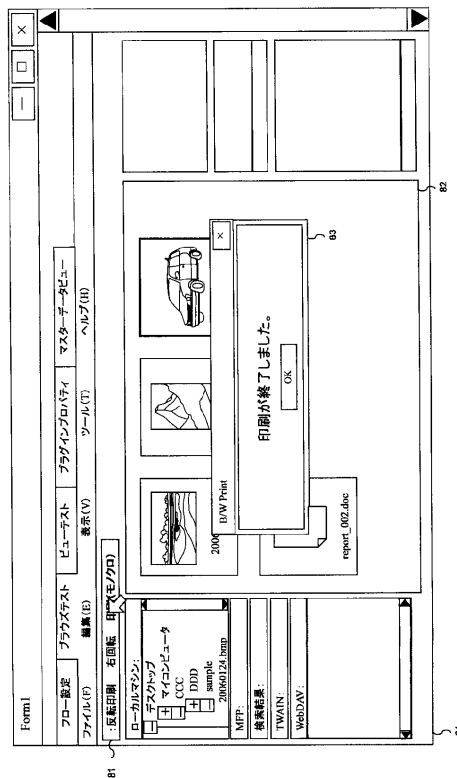 Form1
フロー設定 ブラウズテスト ビューテスト プラグインプロパティ マスターデータビュー
ファイル(F) 編集(E) 表示(V) ツール(T) ヘルプ(H)
:反転印刷 右回転 (モノクロ)
81
ローカルマシン:
デスクトップ
マイコンピュータ
CCC
DDD
sample
20060124.bmp
MFP:
検索結果:
TWAIN:
WebDAV:
2006
B/W Print
印刷が終了しました。
OK
report_002.doc
83
82